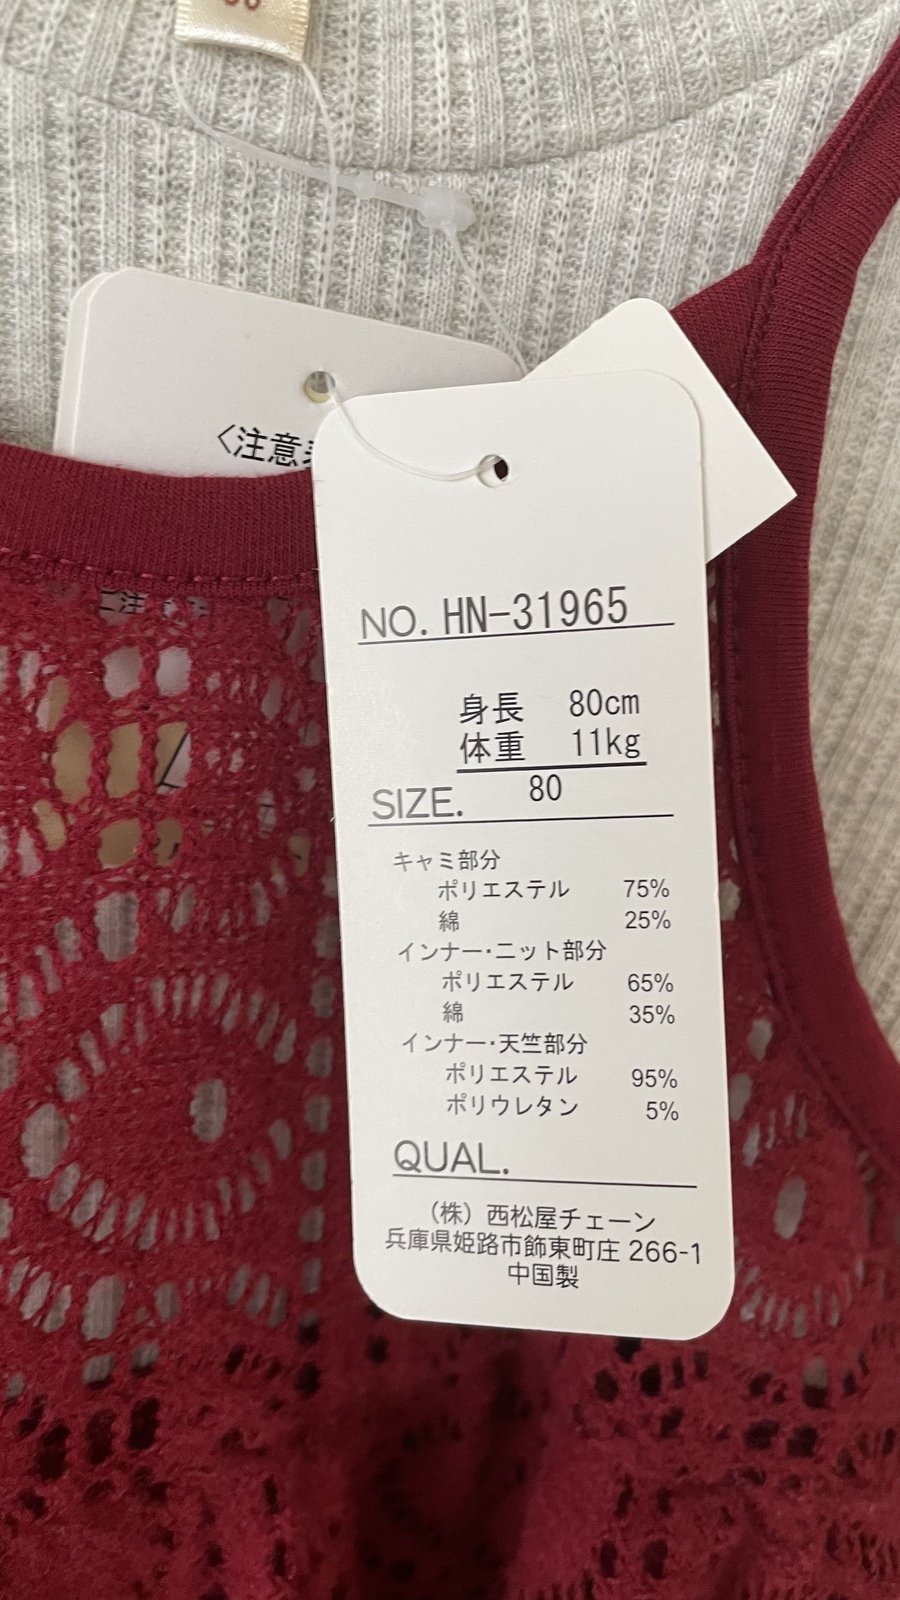 〈注意
NO. HN-31965
身長 80cm
体重 11kg
SIZE. 80
キャミ部分
ポリエステル 75%
綿 25%
インナー・ニット部分
ポリエステル 65%
綿 35%
インナー・天竺部分
ポリエステル 95%
ポリウレタン 5%
QUAL.
（株）西松屋チェーン
兵庫県姫路市飾東町庄 266-1
中国製